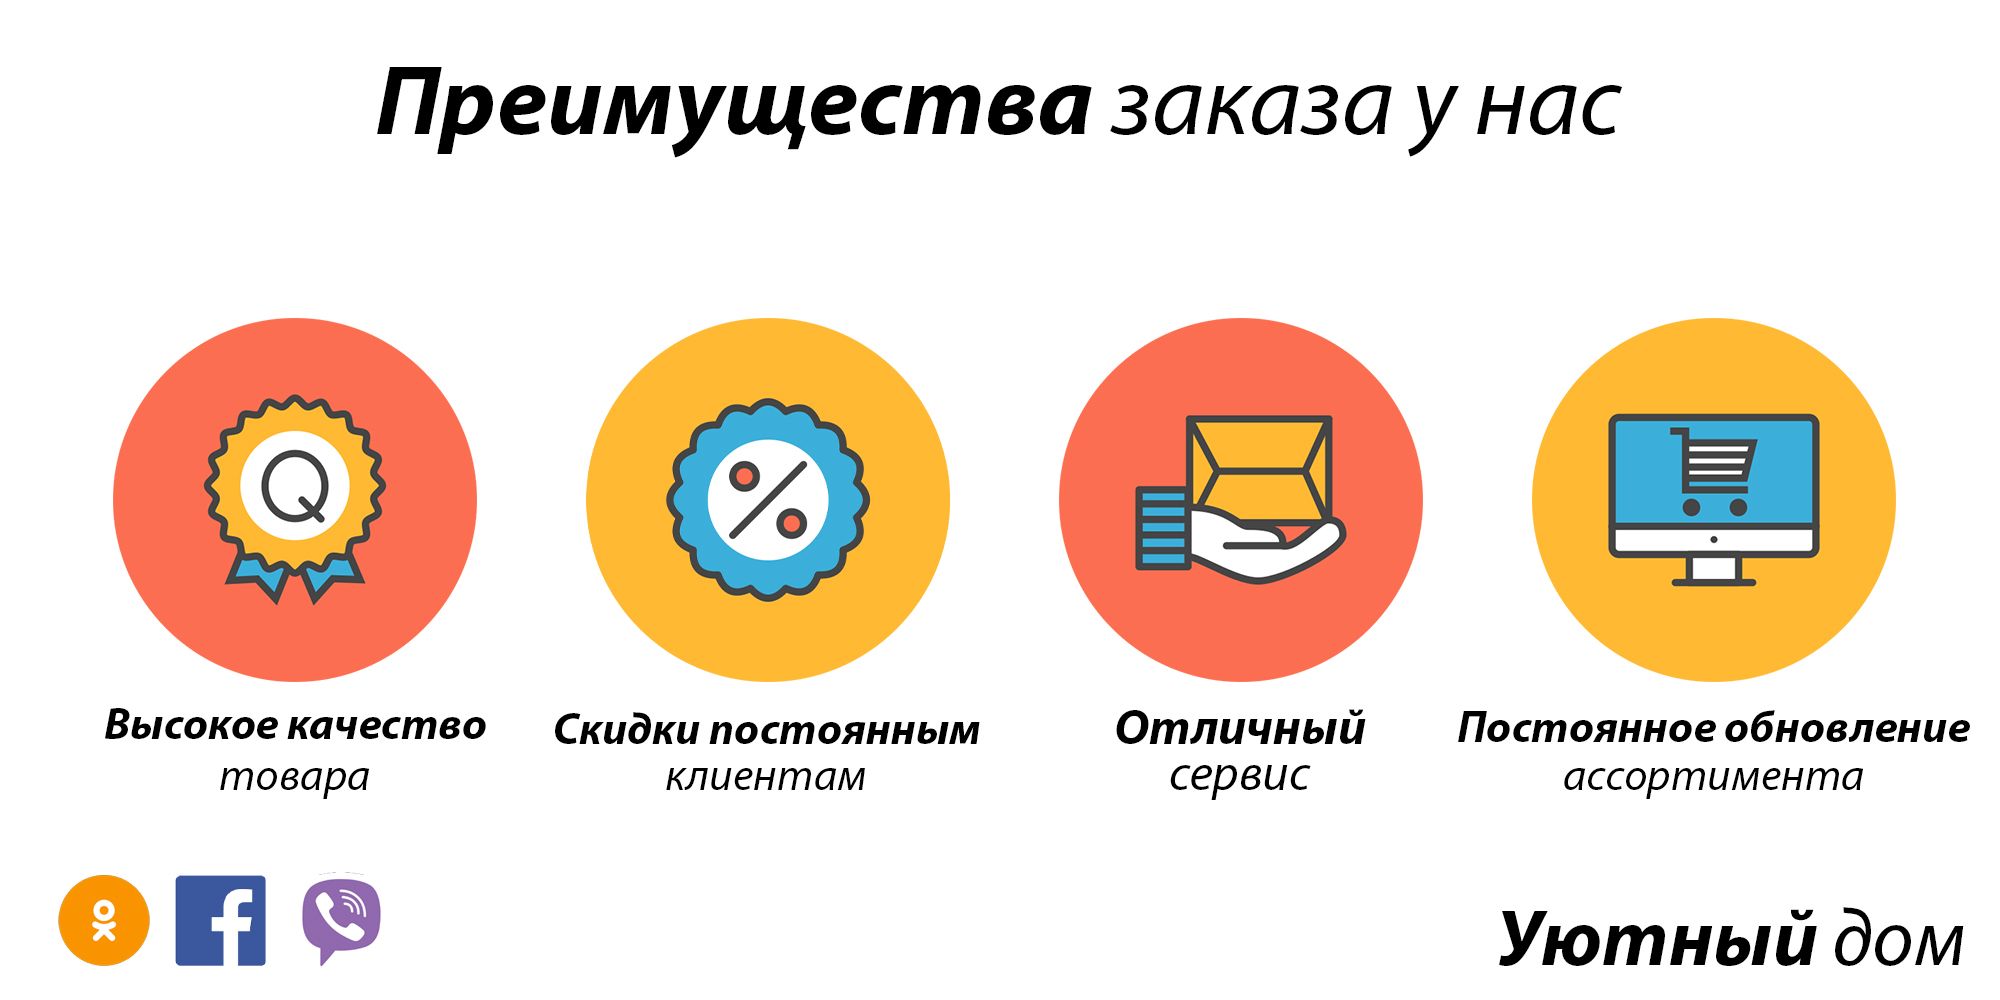 Преимущества заказа у нас
Q
%
Высокое качество
товара
Скидки постоянным
клиентам
Отличный
сервис
Постоянное обновление
ассортимента
f
Уютный дом